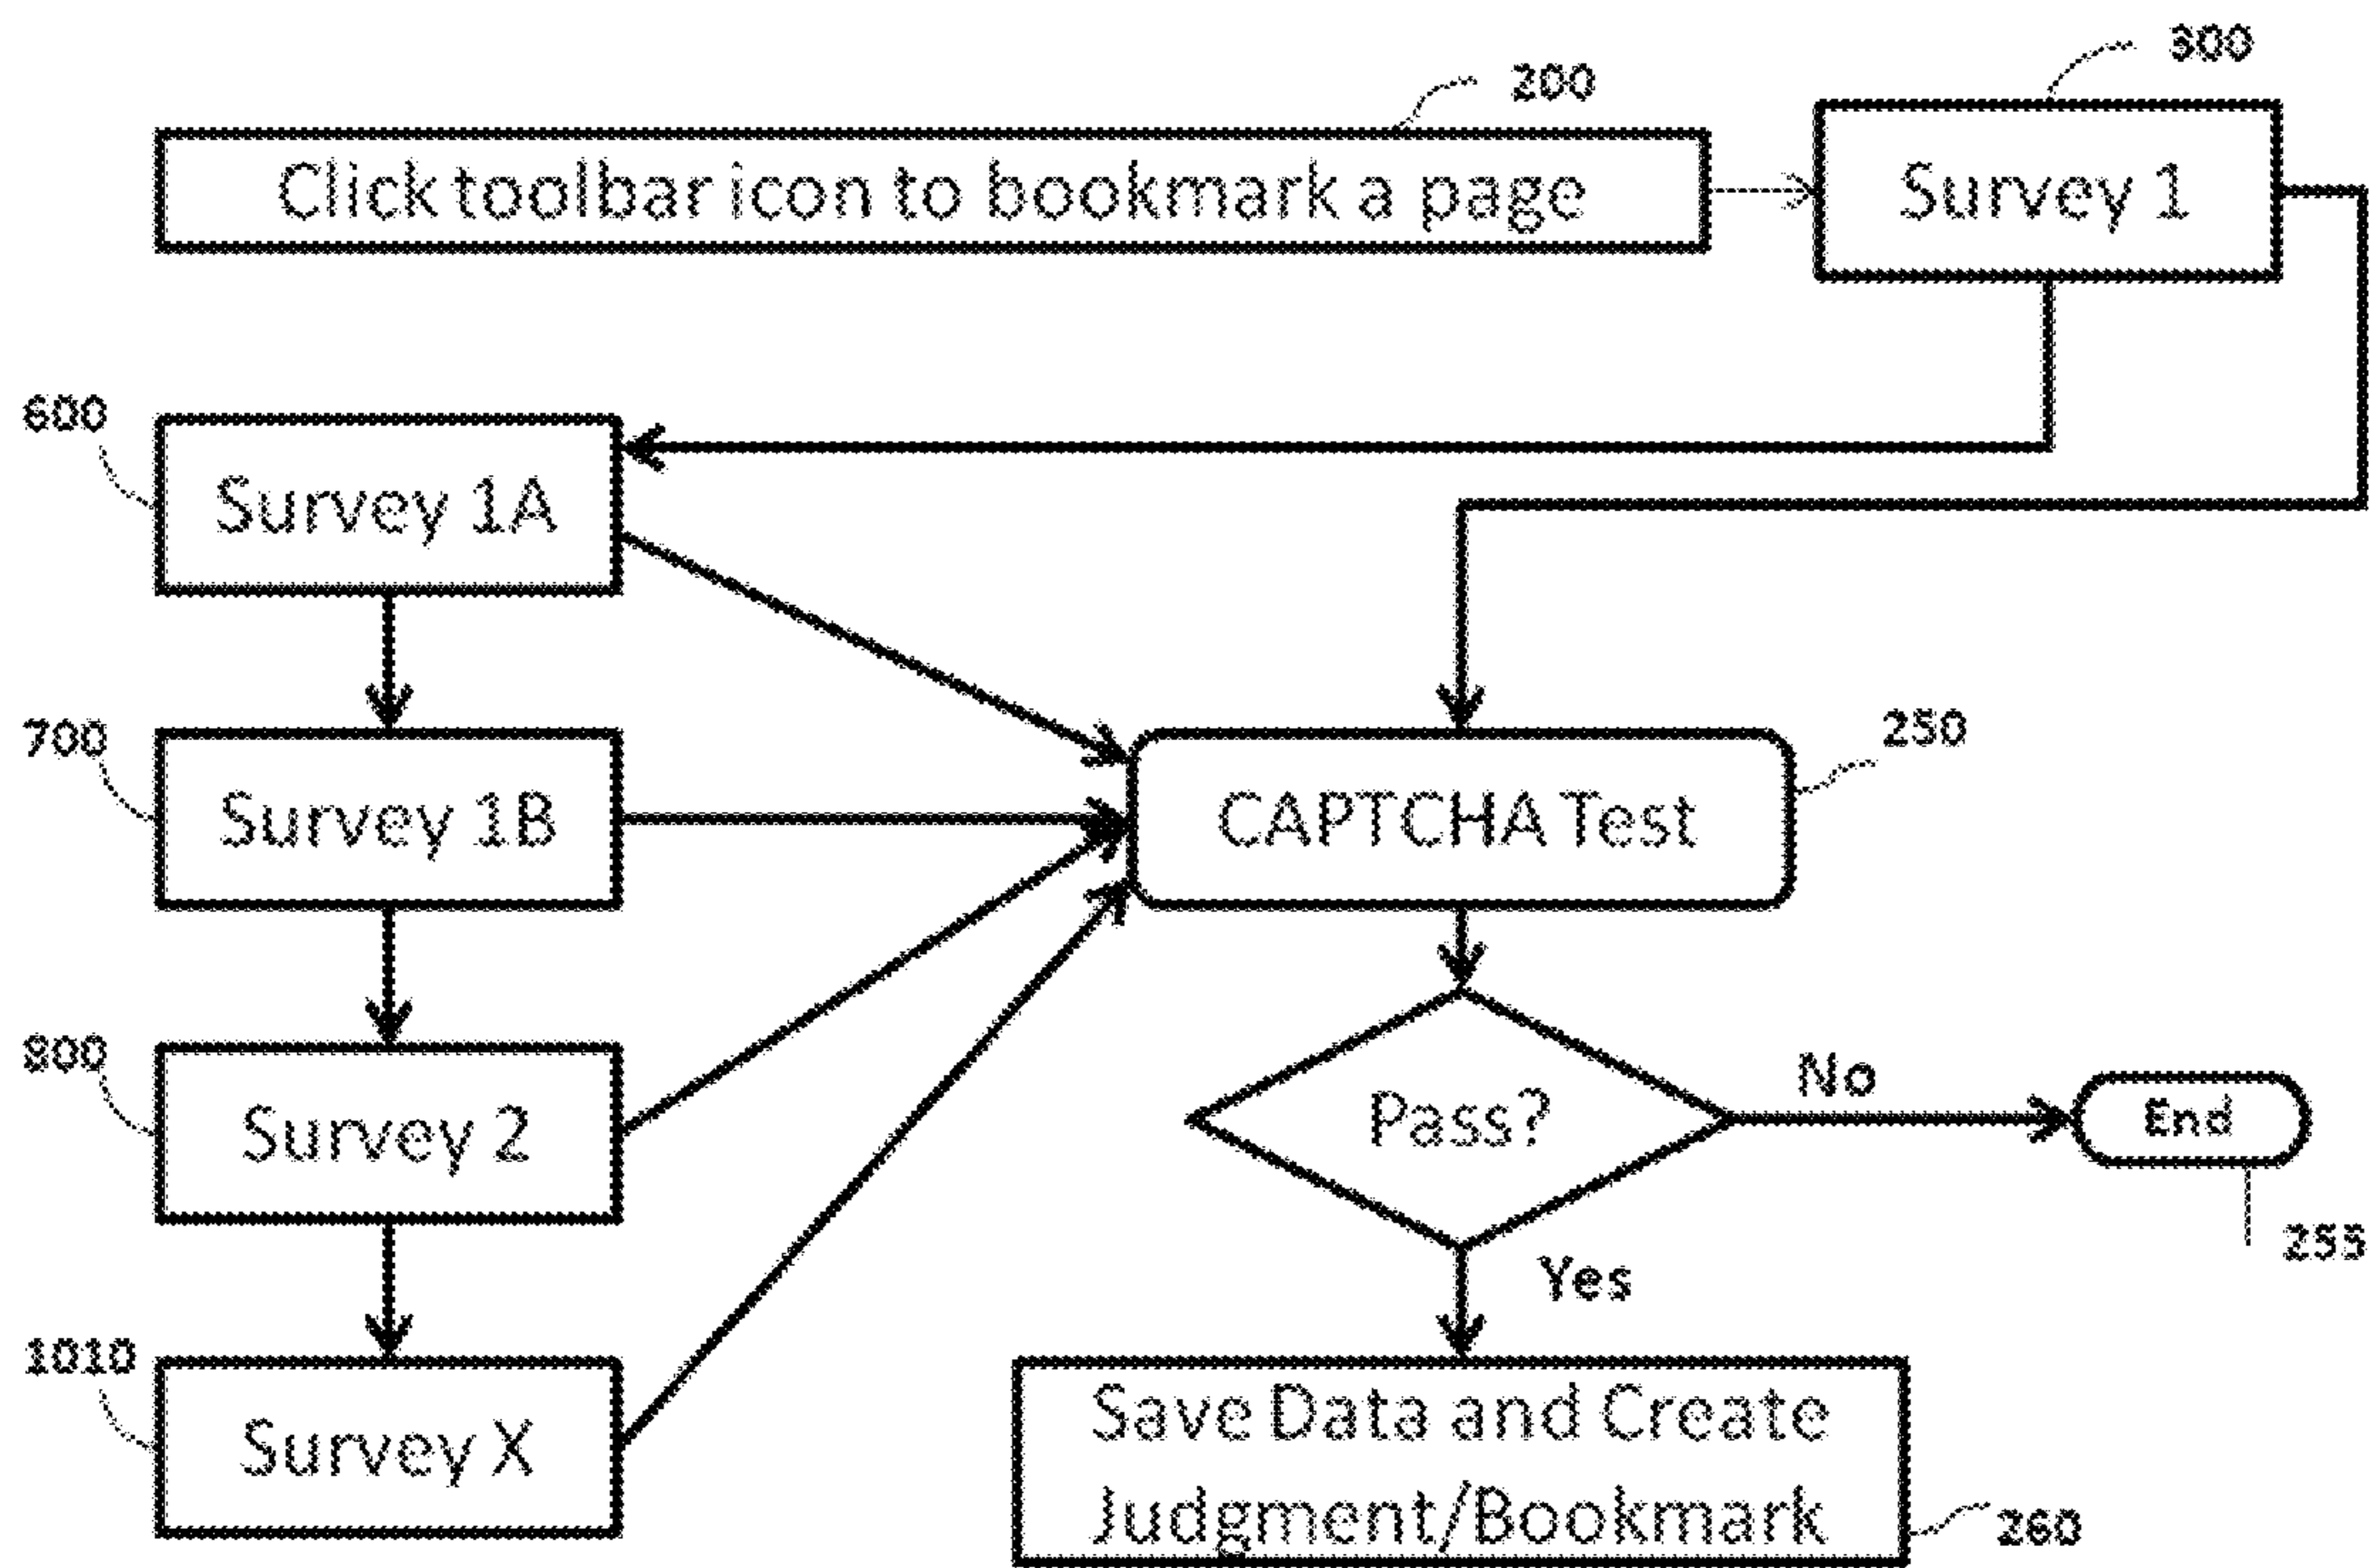 200
300
Click toolbar icon to bookmark a page
Survey 1
600
Survey 1A
700
Survey 1B
250
CAPTCHA Test
800
Survey 2
Pass?
No
End
255
Yes
1010
Survey X
Save Data and Create
Judgment/Bookmark
260